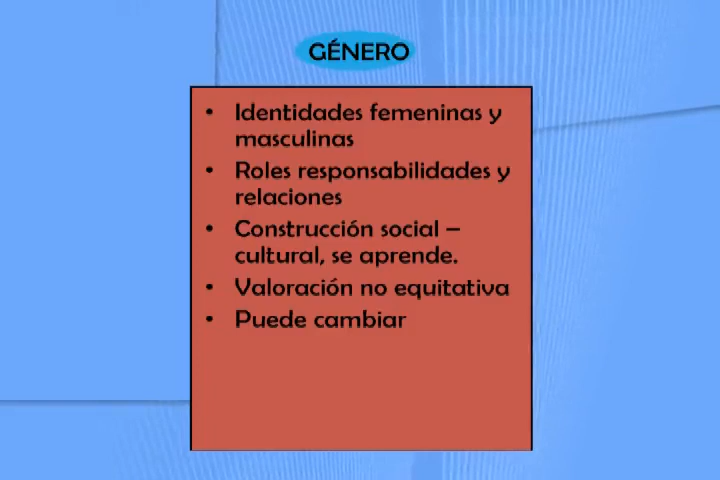 GÉNERO
• Identidades femeninas y
masculinas
• Roles responsabilidades y
relaciones
• Construcción social –
cultural, se aprende.
• Valoración no equitativa
• Puede cambiar